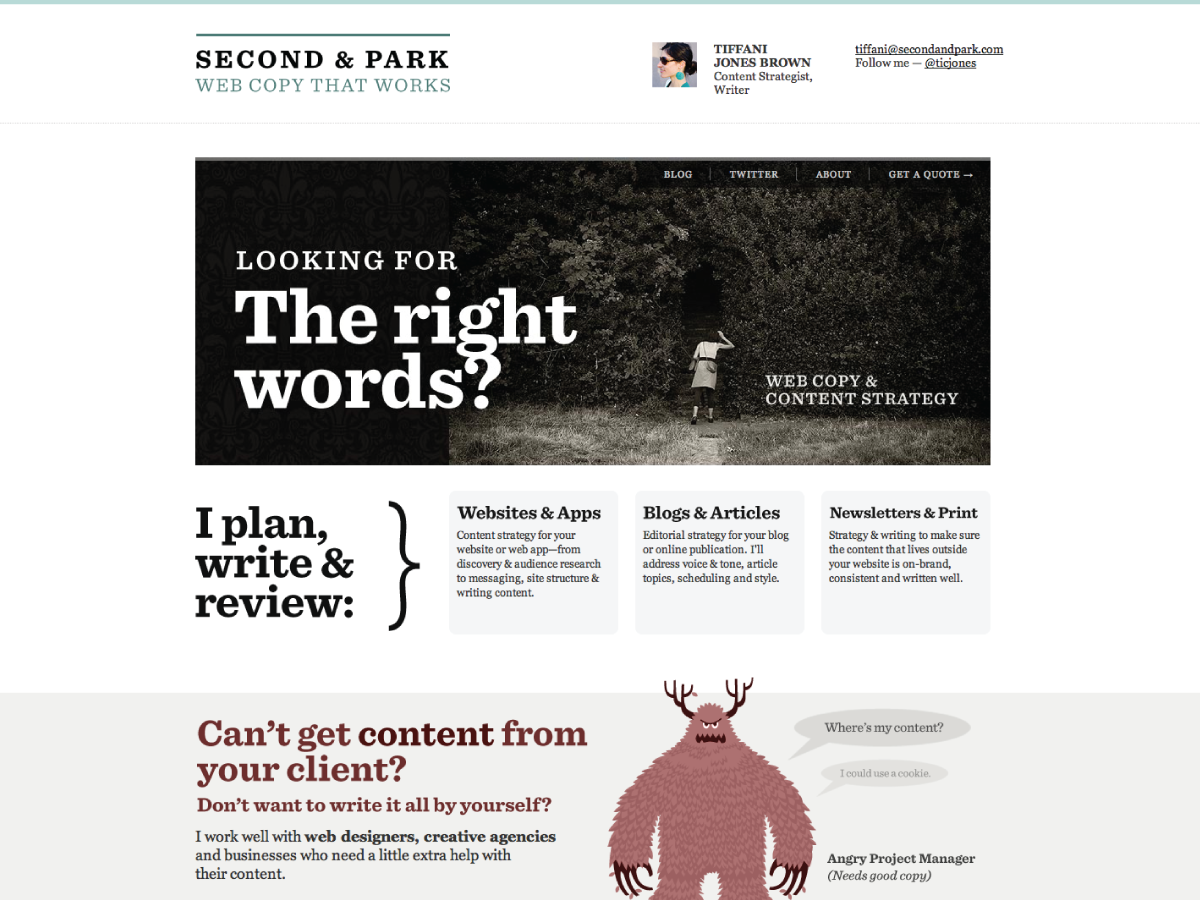 SECOND & PARK
WEB COPY THAT WORKS
TIFFANI
JONES BROWN
Content Strategist,
Writer
tiffani@secondandpark.com
Follow me — @ticjones
BLOG
TWITTER
ABOUT
GET A QUOTE →
LOOKING FOR
The right
words?
WEB COPY &
CONTENT STRATEGY
I plan,
write &
review:
}
Websites & Apps
Content strategy for your
website or web app—from
discovery & audience research
to messaging, site structure &
writing content.
Blogs & Articles
Editorial strategy for your blog
or online publication. I'll
address voice & tone, article
topics, scheduling and style.
Newsletters & Print
Strategy & writing to make sure
the content that lives outside
your website is on-brand,
consistent and written well.
Can't get content from
your client?
Don't want to write it all by yourself?
I work well with web designers, creative agencies
and businesses who need a little extra help with
their content.
Where's my content?
I could use a cookie.
Angry Project Manager
(Needs good copy)